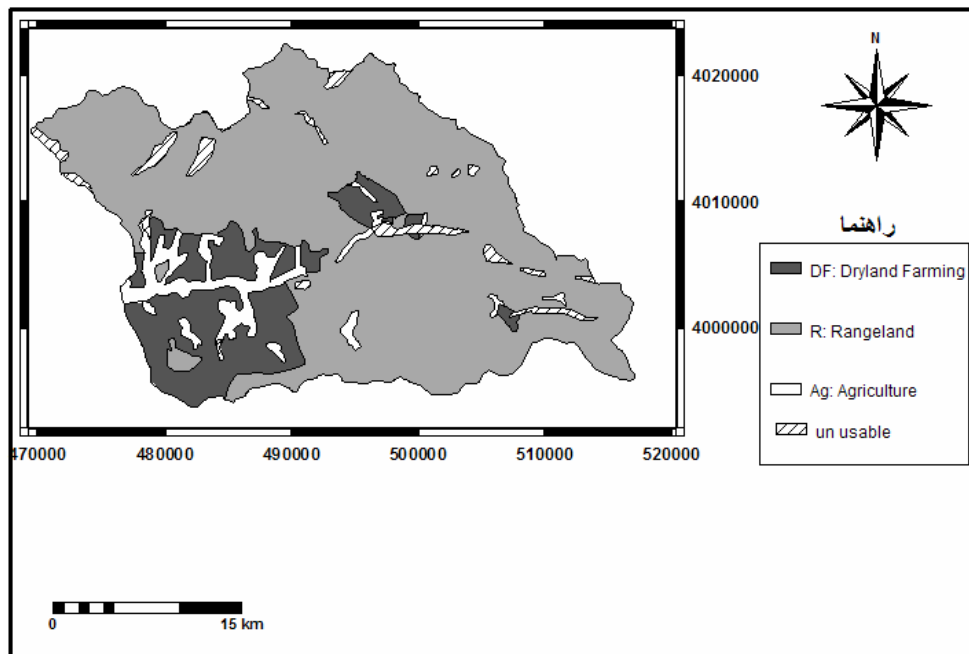 N
4020000
4010000
4000000
470000 480000 490000 500000 510000 520000
راهنما
DF: Dryland Farming
R: Rangeland
Ag: Agriculture
un usable
0 15 km